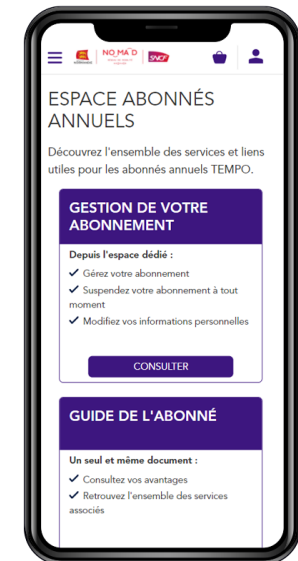 NOMAD
SNCF
ESPACE ABONNÉS
ANNUELS
Découvrez l'ensemble des services et liens
utiles pour les abonnés annuels TEMPO.
GESTION DE VOTRE
ABONNEMENT
Depuis l'espace dédié :
Gérez votre abonnement
Suspendez votre abonnement à tout
moment
Modifiez vos informations personnelles
CONSULTER
GUIDE DE L'ABONNÉ
Un seul et même document :
Consultez vos avantages
Retrouvez l'ensemble des services
associés